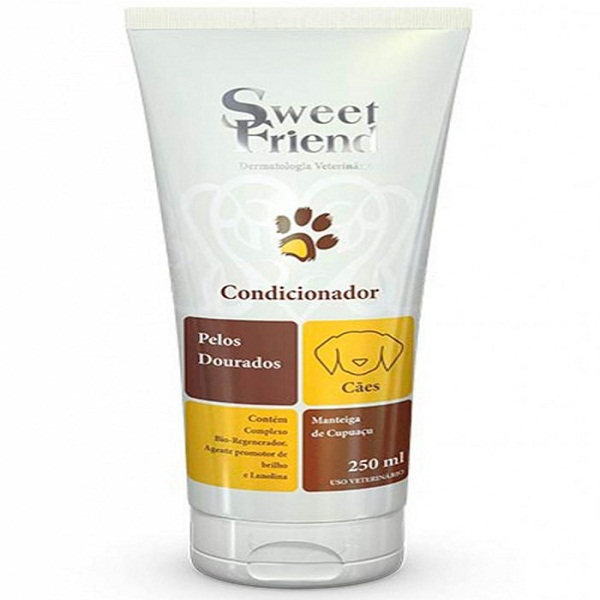 Sweet
Friend
Dermatologia Veterinária
Condicionador
Pelos
Dourados
Cães
Contém
Complexo
Bio-Regenerador,
Agente promotor de
brilho
e Lanolina
Manteiga
de Cupuaçu
250 ml
USO VETERINÁRIO